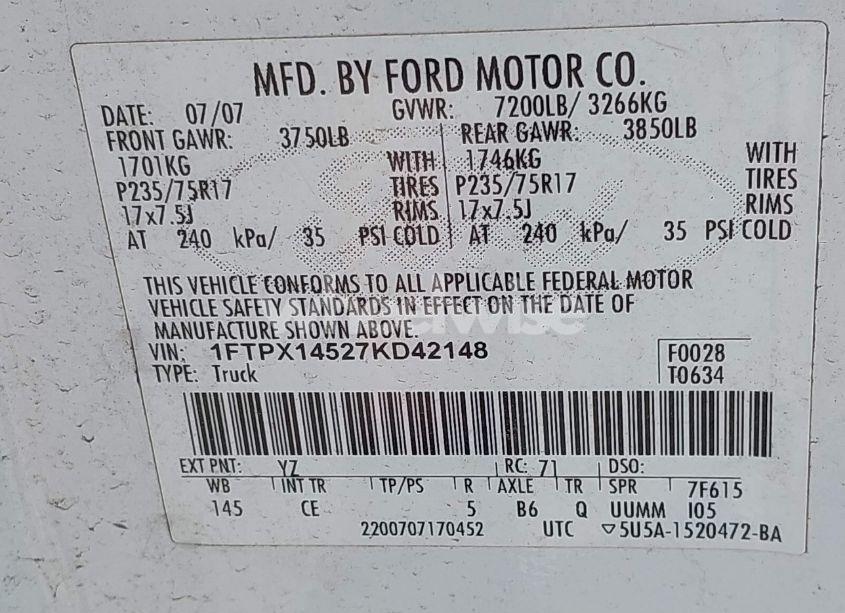 MFD. BY FORD MOTOR CO.
DATE: 07/07 GVWR: 7200LB/ 3266KG
FRONT GAWR: 3750LB REAR GAWR: 3850LB
1701KG WITH 1746KG WITH
P235/75R17 TIRES P235/75R17 TIRES
17x7.5J RIMS 17x7.5J RIMS
AT 240 kPa/ 35 PSI COLD AT 240 kPa/ 35 PSI COLD
THIS VEHICLE CONFORMS TO ALL APPLICABLE FEDERAL MOTOR
VEHICLE SAFETY STANDARDS IN EFFECT ON THE DATE OF
MANUFACTURE SHOWN ABOVE.
VIN: 1FTPX14527KD42148 F0028
TYPE: Truck T0634
EXT PNT: YZ RC: 71 DSO:
WB INT TR TP/PS R AXLE TR SPR 7F615
145 CE 5 B6 Q UUMM I05
2200707170452 UTC ▽5U5A-1520472-BA